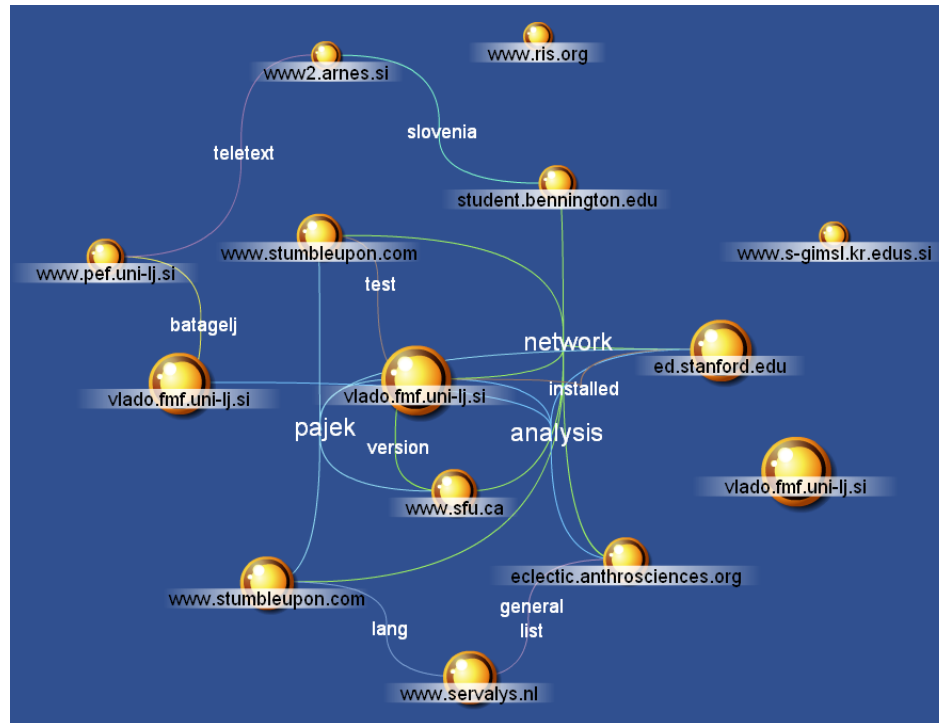 www.ris.org
www2.arnes.si
slovenia
teletext
student.bennington.edu
www.stumbleupon.com
www.s-gimsl.kr.edus.si
www.pef.uni-lj.si
test
batagelj
network
ed.stanford.edu
installed
vlado.fmf.uni-lj.si
vlado.fmf.uni-lj.si
pajek
analysis
version
vlado.fmf.uni-lj.si
www.sfu.ca
eclectic.anthrosciences.org
www.stumbleupon.com
general
list
lang
www.servalys.nl